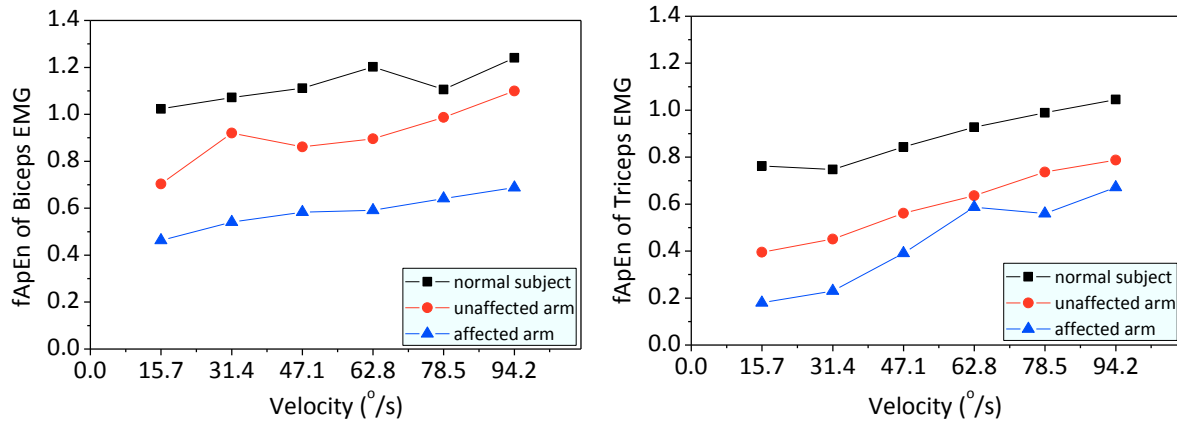 fApEn of Biceps EMG
1.4
1.2
1.0
0.8
0.6
0.4
0.2
0.0
normal subject
unaffected arm
affected arm
0.0 15.7 31.4 47.1 62.8 78.5 94.2
Velocity (°/s)
fApEn of Triceps EMG
1.4
1.2
1.0
0.8
0.6
0.4
0.2
0.0
normal subject
unaffected arm
affected arm
0.0 15.7 31.4 47.1 62.8 78.5 94.2
Velocity (°/s)